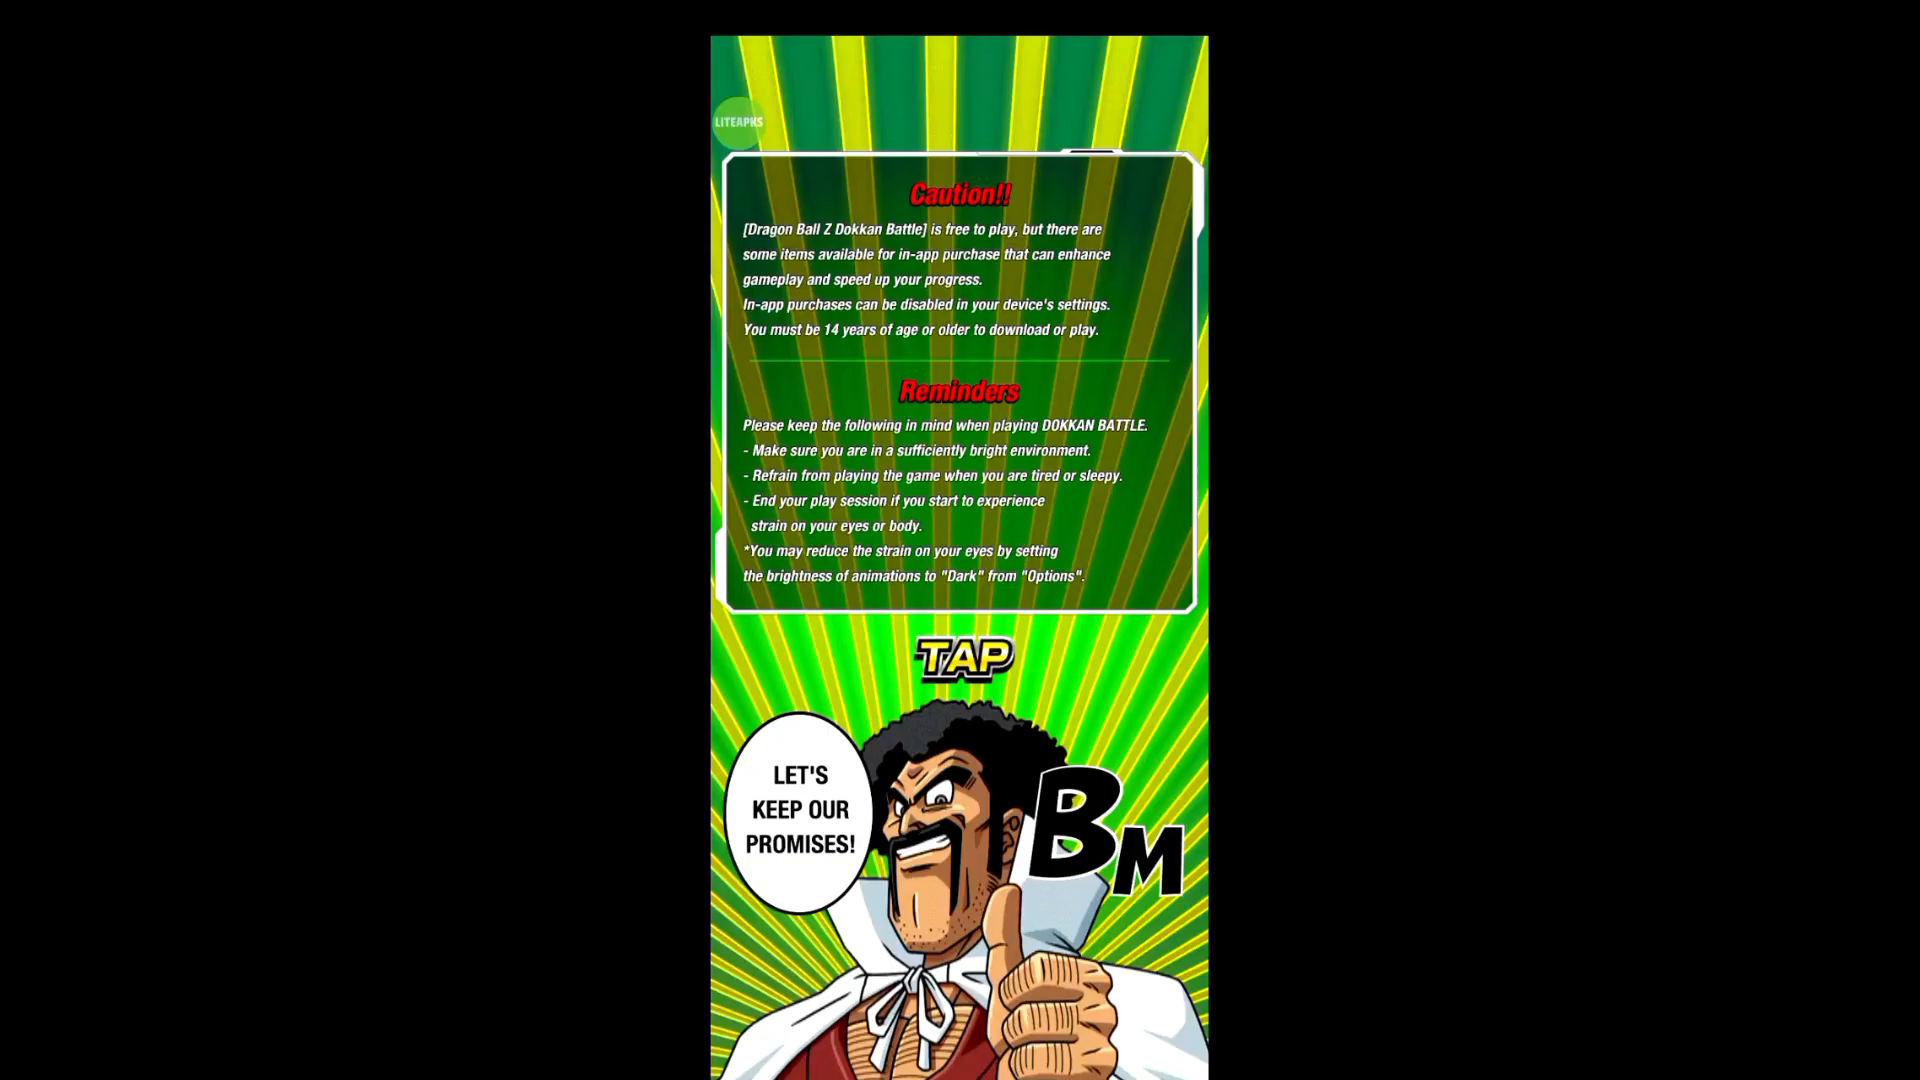 LITEAPKS
Caution!!
[Dragon Ball Z Dokkan Battle] is free to play, but there are
some items available for in-app purchase that can enhance
gameplay and speed up your progress.
In-app purchases can be disabled in your device's settings.
You must be 14 years of age or older to download or play.
Reminders
Please keep the following in mind when playing DOKKAN BATTLE.
- Make sure you are in a sufficiently bright environment.
- Refrain from playing the game when you are tired or sleepy.
- End your play session if you start to experience
strain on your eyes or body.
*You may reduce the strain on your eyes by setting
the brightness of animations to "Dark" from "Options".
TAP
LET'S
KEEP OUR
PROMISES!
BM